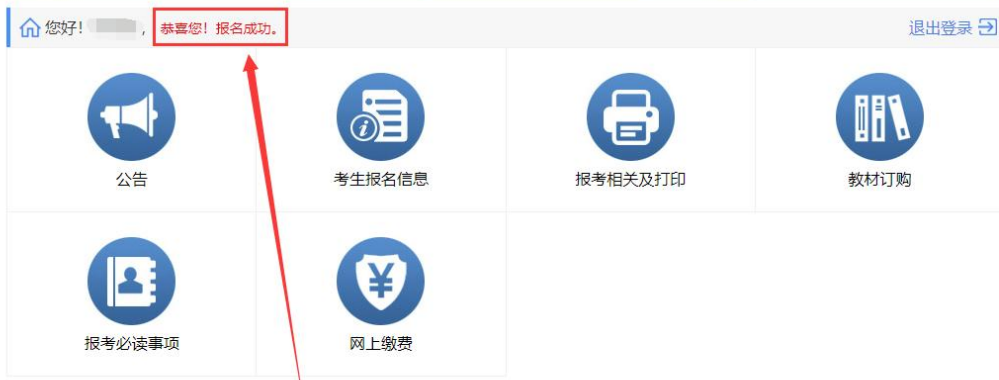 您好! , 恭喜您！报名成功。 退出登录
公告 考生报名信息 报考相关及打印 教材订购
报考必读事项 网上缴费